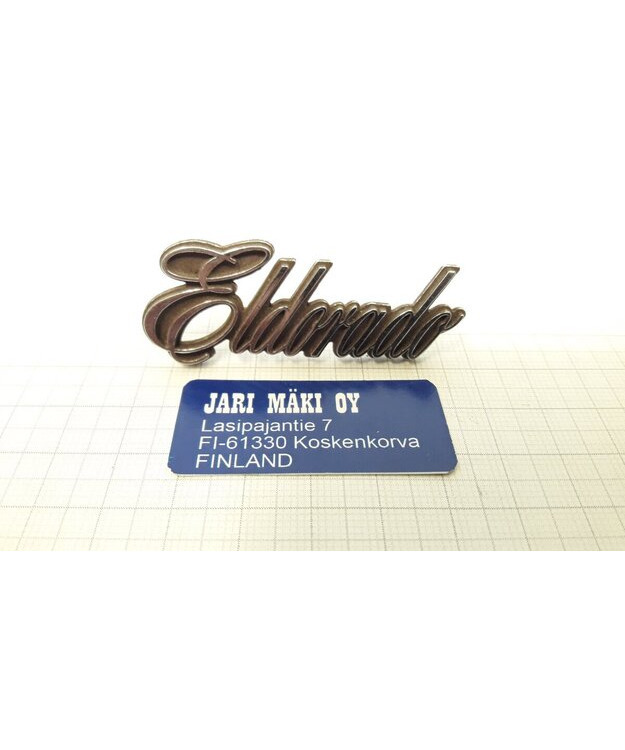 Eldorado
JARI MÄKI OY
Lasipajantie 7
FI-61330 Koskenkorva
FINLAND